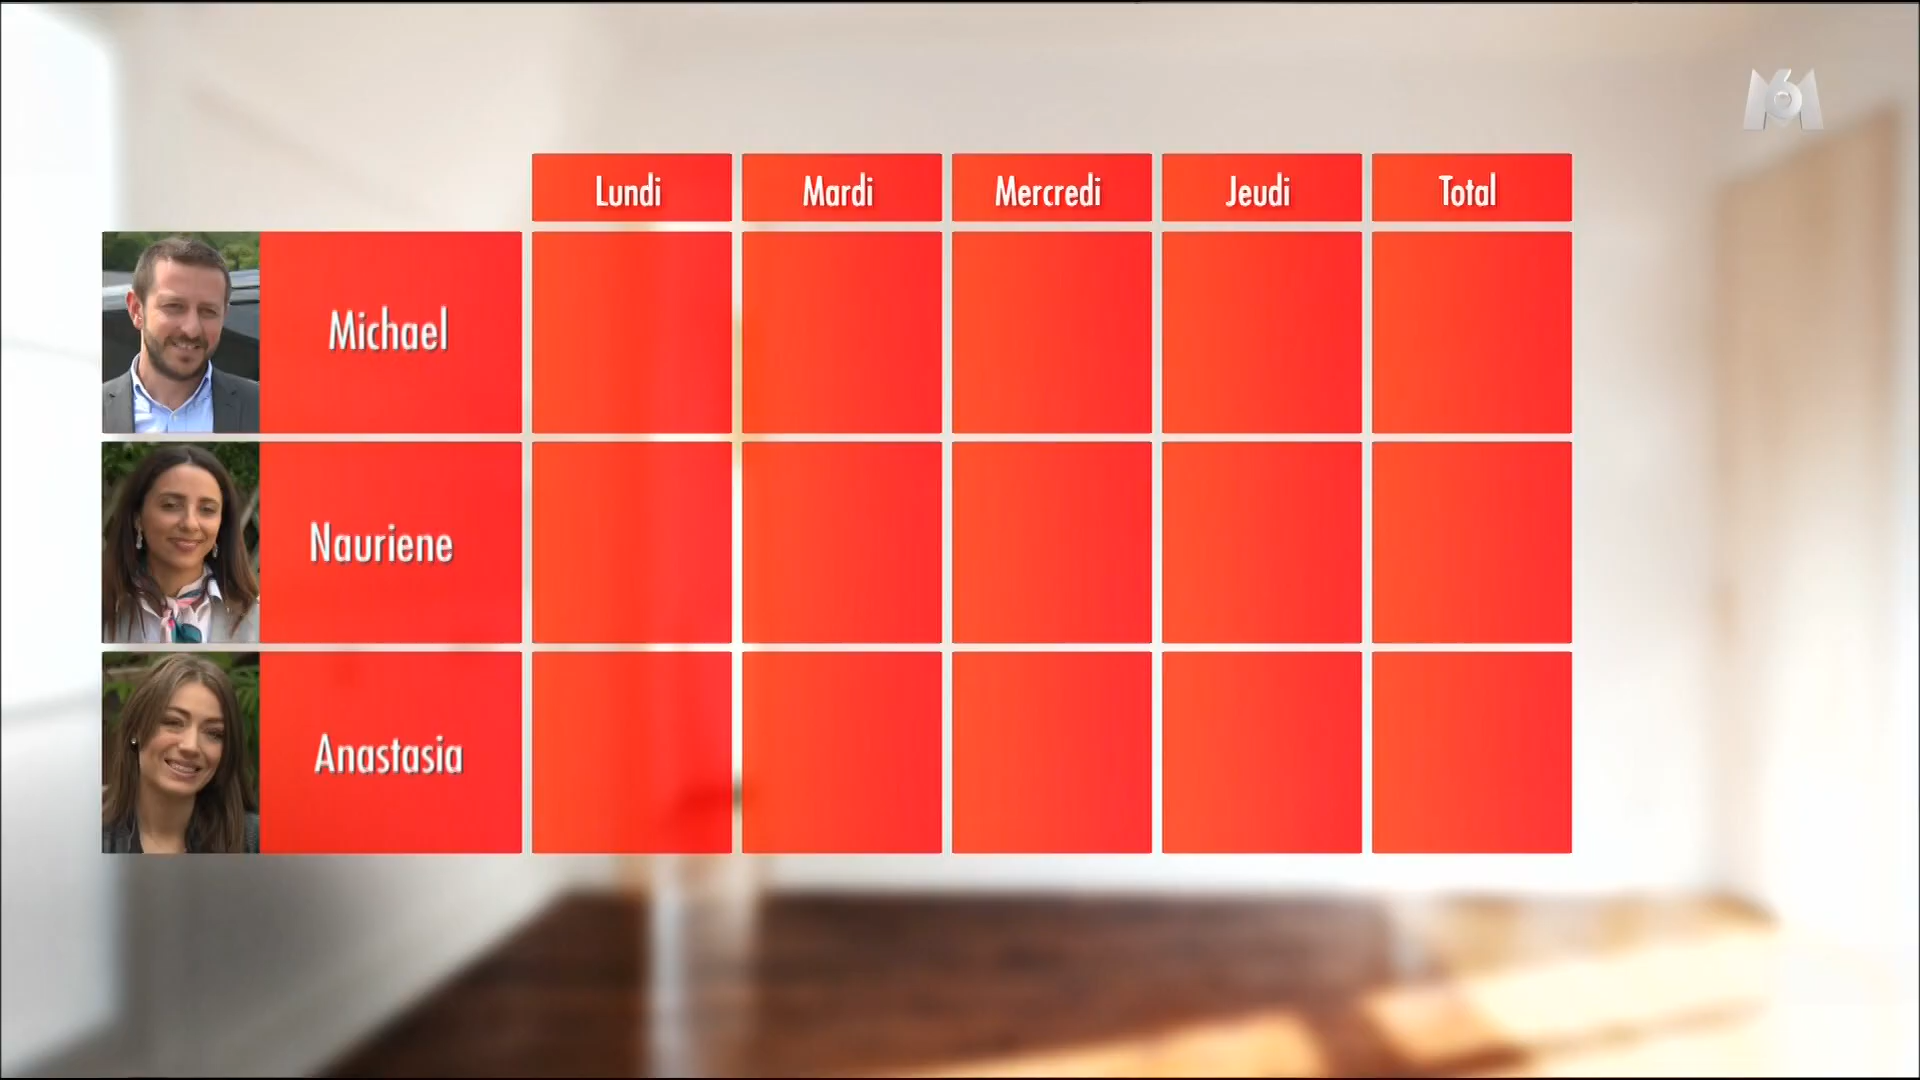 M6
Lundi Mardi Mercredi Jeudi Total
Michael
Nauriene
Anastasia